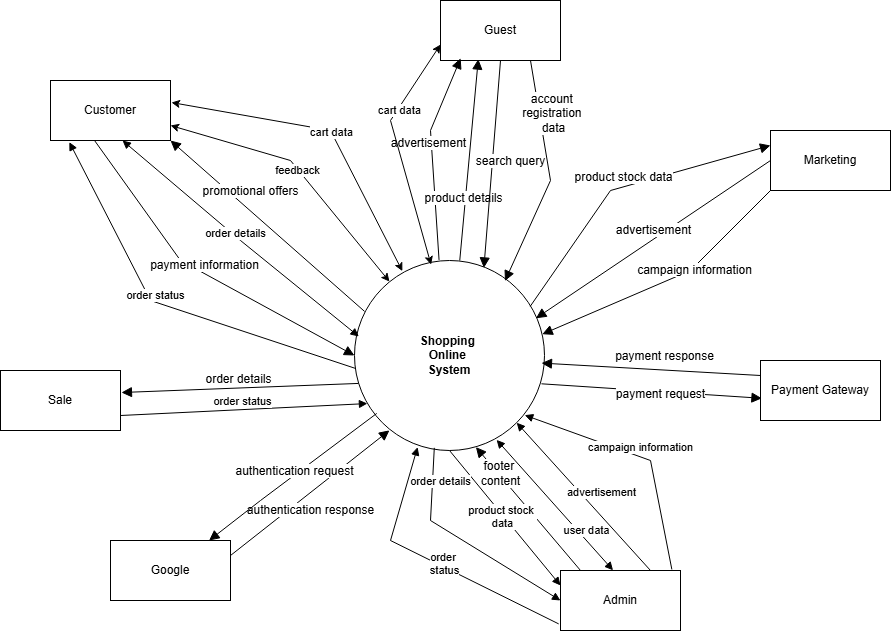 Guest
Customer
cart data
account
registration
data
cart data
advertisement
search query
Marketing
feedback
product stock data
promotional offers
product details
order details
advertisement
payment information
campaign information
order status
Shopping
Online
System
payment response
order details
payment request
Payment Gateway
Sale
order status
campaign information
authentication request
footer
content
order details
advertisement
authentication response
product stock
data
user data
order
status
Google
Admin